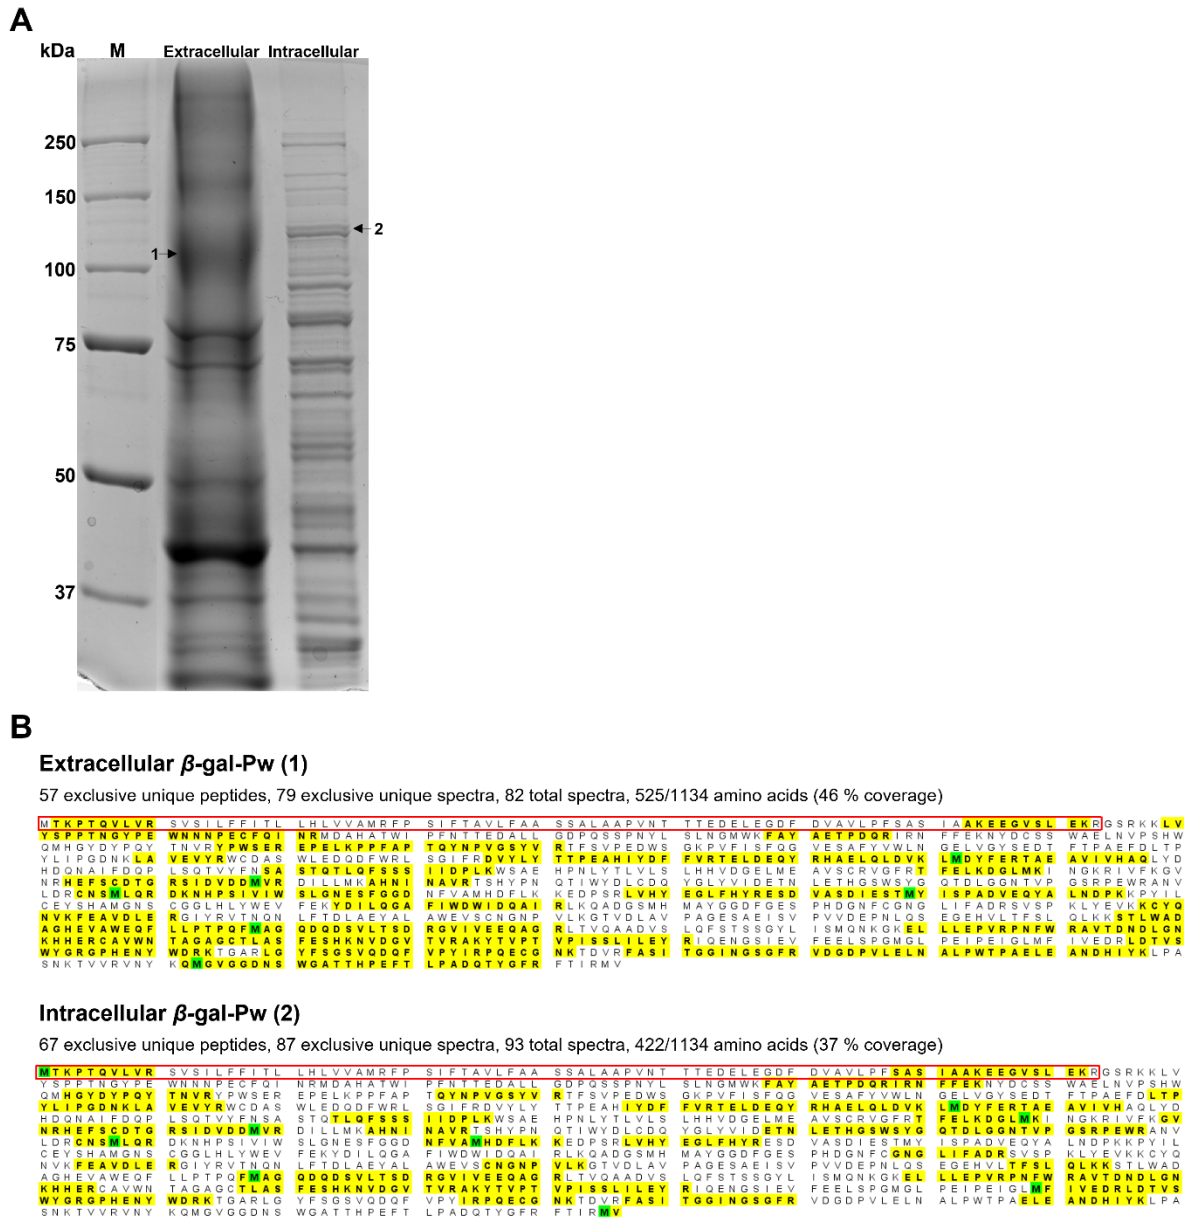 A
kDa M Extracellular Intracellular
250
150
2
1
100
75
50
37
B
Extracellular β-gal-Pw (1)
57 exclusive unique peptides, 79 exclusive unique spectra, 82 total spectra, 525/1134 amino acids (46 % coverage)
MTKPTQVLVR SVSILFFITL LHLVVAMRFP SIFTAVLFAA SSALAAPVNT TTEDELEGDF DVAVLPFSAS IAAKEEGVSL EKRGSRKKLV
YSPPTNGYPE WNNNPECFQI NRMDAHATWI PFNTTEDALL GDPQSSPNYL SLNGMWKFAY AETPDQRIRN FFEKNYDCSS WAELNVPSHW
TNVRYPWSER EPELKPPFAP TQYNPVGSYV RTFSVPEDWS GKPVFISFQG VESAFYVWLN GELVGYSEDT FTPAEFDLTP
YLIPGDNKLA VEVYRWCDAS WLEDQDFWRL SGIFRDVYLY TTPEAHIYDF FVRTELDEQY RHAELQLDVK LMDYFERTAE AVIVHAQLYD
HDQNAIFDQP LSQTVYFNSA STQTLQFSSS IIDPLKWSAE HPNLYTLVLS LHHVDGELME AVSCRVGFRT FELKDGLMKI NGKRIVFKGV
NRHEFSCDTG RSIDVDDMVR DILLMKAHNI NAVRTSHYPN QTIWYDLCDQ YGLYVIDETN LETHGSWSYG QTDLGGNTVP GSRPEWRANV
LDRCNSMLQR DKNHPSIVIW SLGNESFGGD NFVAMHDFLK KEDPSRLVHY EGLFHYRESD VASDIESTMY ISPADVEQYA LNDPKKPYIL
CEYSHAMGNS CGGLHLYWEV FEKYDILQGA FIWDWIDQAI RLKQADGSMH MAYGGDFGES PHDGNFCGNG LIFADRSVSP KLYEVKKCYQ
NVKFEAVDLE RGIYRVTNQN LFTDLAEYAL AWEVSCNGNP VLKGTVDLAV PAGESAEISV PVVDEPNLQS EGEHVLTFSL QLKKSTLWAD
AGHEVAWEQF LLPTPQFMAG QDQDSVLTSD RGVIVEEQAG RLTVQAADVS LQFSTSSGYL ISMQNKGKEL LLEPVRPNFW RAVTDNDLGN
KHHERCAVWN TAGAGCTLAS FESHKNVDGV TVRAKYTVPT VPISSLILEY RIQENGSIEV FEELSPGMGL PEIPEIGLMF IVEDRLDTVS
WYGRGPHENY WDRKTGARLG YFSGSVQDQF VPYIRPQECG NKTDVRFASI TGGINGSGFR VDGDPVLELN ALPWTPAELE ANDHIYKLPA
SNKTVVRVNY KQMGVGGDNS WGATTHPEFT LPADQTYGFR FTIRMV
Intracellular β-gal-Pw (2)
67 exclusive unique peptides, 87 exclusive unique spectra, 93 total spectra, 422/1134 amino acids (37 % coverage)
MTKPTQVLVR SVSILFFITL LHLVVAMRFP SIFTAVLFAA SSALAAPVNT TTEDELEGDF DVAVLPFSAS IAAKEEGVSL EKRGSRKKLV
YSPPTNGYPE WNNNPECFQI NRMDAHATWI PFNTTEDALL GDPQSSPNYL SLNGMWKFAY AETPDQRIRN FFEKNYDCSS WAELNVPSHW
TNVRYPWSER EPELKPPFAP TQYNPVGSYV RTFSVPEDWS GKPVFISFQG VESAFYVWLN GELVGYSEDT FTPAEFDLTP
YLIPGDNKLA VEVYRWCDAS WLEDQDFWRL SGIFRDVYLY TTPEAHIYDF FVRTELDEQY RHAELQLDVK LMDYFERTAE AVIVHAQLYD
HDQNAIFDQP LSQTVYFNSA STQTLQFSSS IIDPLKWSAE HPNLYTLVLS LHHVDGELME AVSCRVGFRT FELKDGLMKI NGKRIVFKGV
NRHEFSCDTG RSIDVDDMVR DILLMKAHNI NAVRTSHYPN QTIWYDLCDQ YGLYVIDETN LETHGSWSYG QTDLGGNTVP GSRPEWRANV
LDRCNSMLQR DKNHPSIVIW SLGNESFGGD NFVAMHDFLK KEDPSRLVHY EGLFHYRESD VASDIESTMY ISPADVEQYA LNDPKKPYIL
CEYSHAMGNS CGGLHLYWEV FEKYDILQGA FIWDWIDQAI RLKQADGSMH MAYGGDFGES PHDGNFCGNG LIFADRSVSP KLYEVKKCYQ
NVKFEAVDLE RGIYRVTNQN LFTDLAEYAL AWEVSCNGNP VLKGTVDLAV PAGESAEISV PVVDEPNLQS EGEHVLTFSL QLKKSTLWAD
AGHEVAWEQF LLPTPQFMAG QDQDSVLTSD RGVIVEEQAG RLTVQAADVS LQFSTSSGYL ISMQNKGKEL LLEPVRPNFW RAVTDNDLGN
KHHERCAVWN TAGAGCTLAS FESHKNVDGV TVRAKYTVPT VPISSLILEY RIQENGSIEV FEELSPGMGL PEIPEIGLMF IVEDRLDTVS
WYGRGPHENY WDRKTGARLG YFSGSVQDQF VPYIRPQECG NKTDVRFASI TGGINGSGFR VDGDPVLELN ALPWTPAELE ANDHIYKLPA
SNKTVVRVNY KQMGVGGDNS WGATTHPEFT LPADQTYGFR FTIRMV